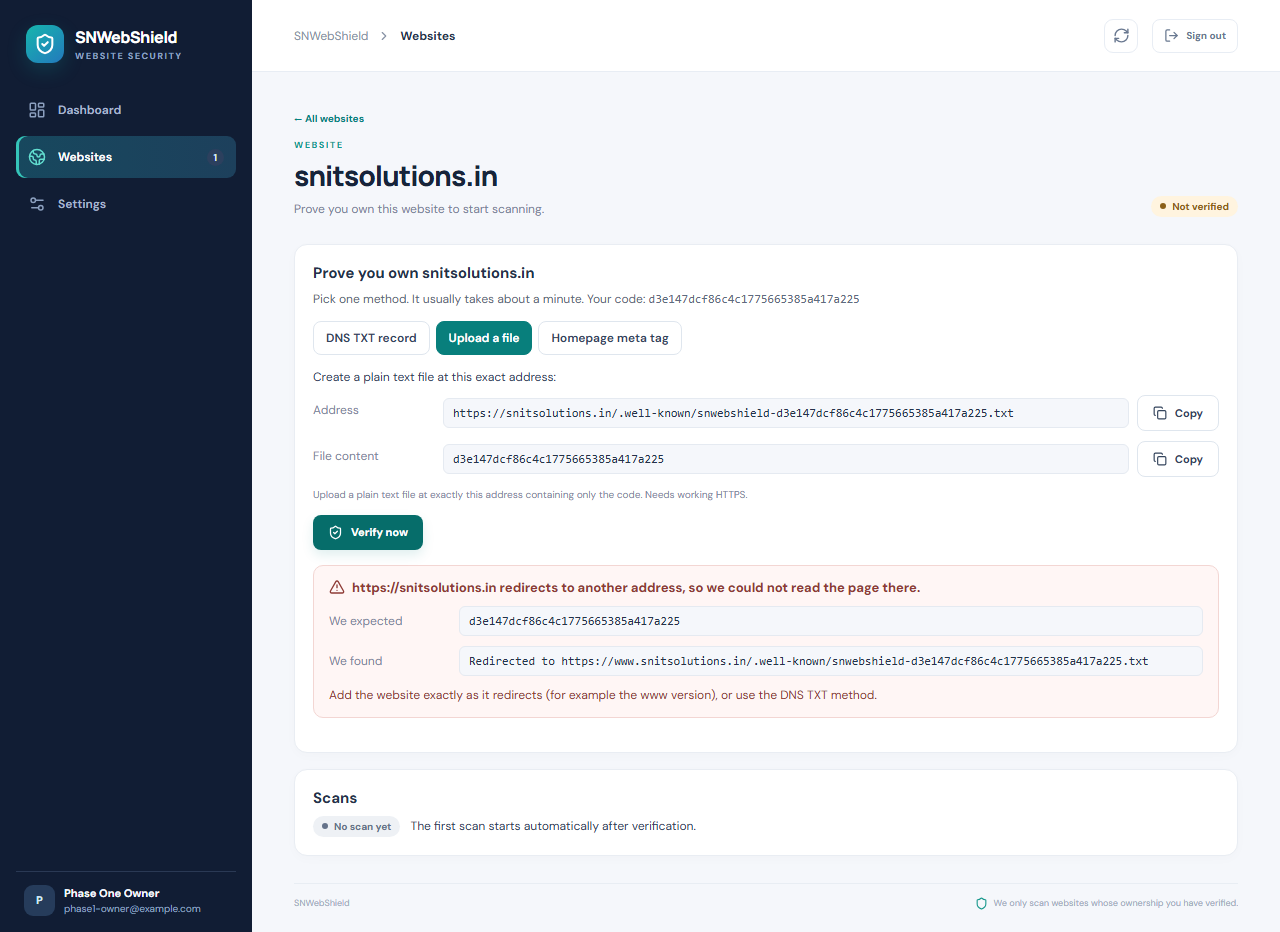 SNWebShield
WEBSITE SECURITY
Dashboard
Websites 1
Settings
Phase One Owner
phase1-owner@example.com
P
SNWebShield > Websites
Sign out
← All websites
WEBSITE
snitsolutions.in
Prove you own this website to start scanning.
Not verified
Prove you own snitsolutions.in
Pick one method. It usually takes about a minute. Your code: d3e147dcf86c4c1775665385a417a225
DNS TXT record Upload a file Homepage meta tag
Create a plain text file at this exact address:
Address https://snitsolutions.in/.well-known/snwebshield-d3e147dcf86c4c1775665385a417a225.txt Copy
File content d3e147dcf86c4c1775665385a417a225 Copy
Upload a plain text file at exactly this address containing only the code. Needs working HTTPS.
Verify now
https://snitsolutions.in redirects to another address, so we could not read the page there.
We expected d3e147dcf86c4c1775665385a417a225
We found Redirected to https://www.snitsolutions.in/.well-known/snwebshield-d3e147dcf86c4c1775665385a417a225.txt
Add the website exactly as it redirects (for example the www version), or use the DNS TXT method.
Scans
No scan yet The first scan starts automatically after verification.
SNWebShield
We only scan websites whose ownership you have verified.